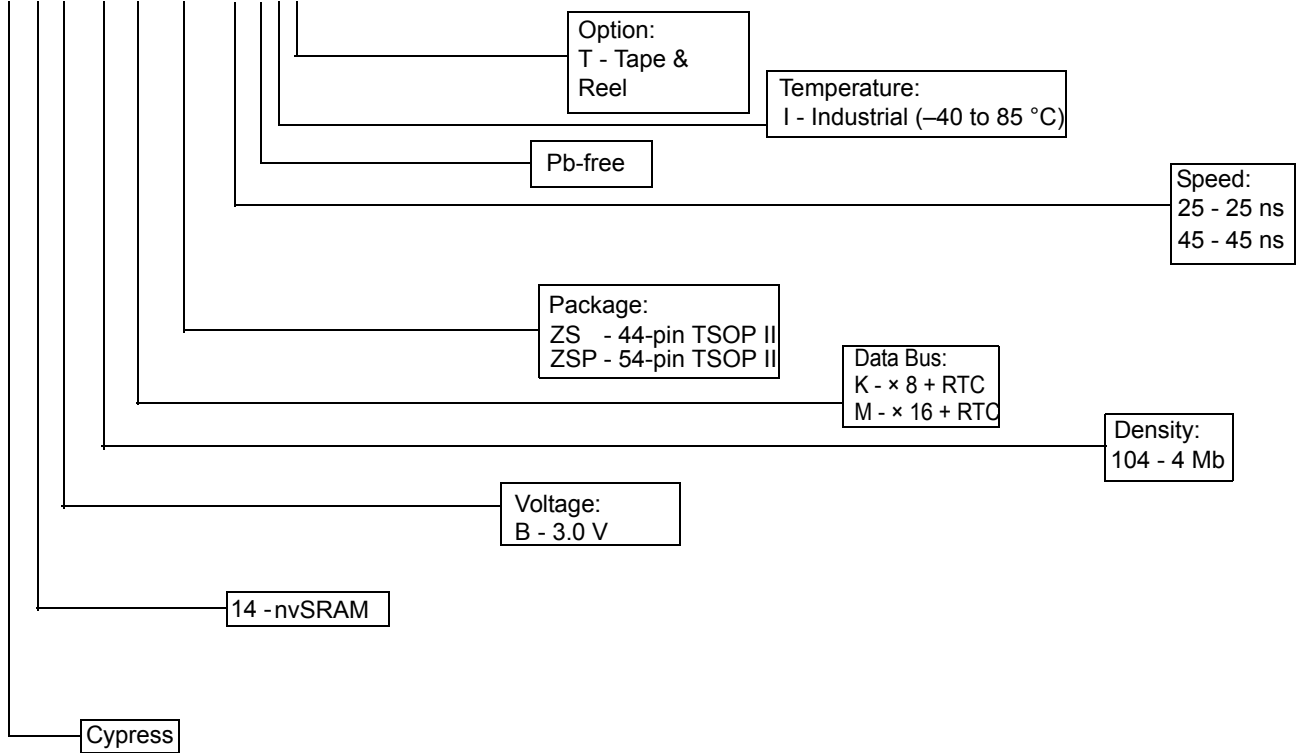 Option:
T - Tape &
Reel
Temperature:
I - Industrial (–40 to 85 °C)
Pb-free
Speed:
25 - 25 ns
45 - 45 ns
Package:
ZS - 44-pin TSOP II
ZSP - 54-pin TSOP II
Data Bus:
K - × 8 + RTC
M - × 16 + RTC
Density:
104 - 4 Mb
Voltage:
B - 3.0 V
14 - nvSRAM
Cypress